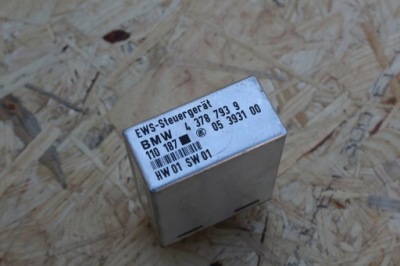 EWS-Steuergerät
BMW 4 378 793 9
110 187 05 3931 00
HW 01 SW 01